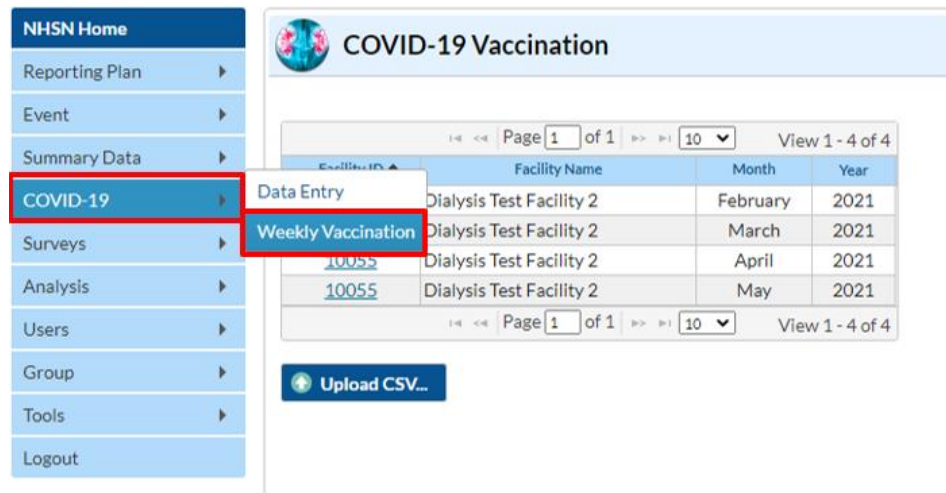 NHSN Home
Reporting Plan
Event
Summary Data
COVID-19
Surveys
Analysis
Users
Group
Tools
Logout
Data Entry
Weekly Vaccination
COVID-19 Vaccination
Page 1 of 1 10 View 1 - 4 of 4
Facility ID Facility Name Month Year
Dialysis Test Facility 2 February 2021
Dialysis Test Facility 2 March 2021
10055 Dialysis Test Facility 2 April 2021
10055 Dialysis Test Facility 2 May 2021
Page 1 of 1 10 View 1 - 4 of 4
Upload CSV...